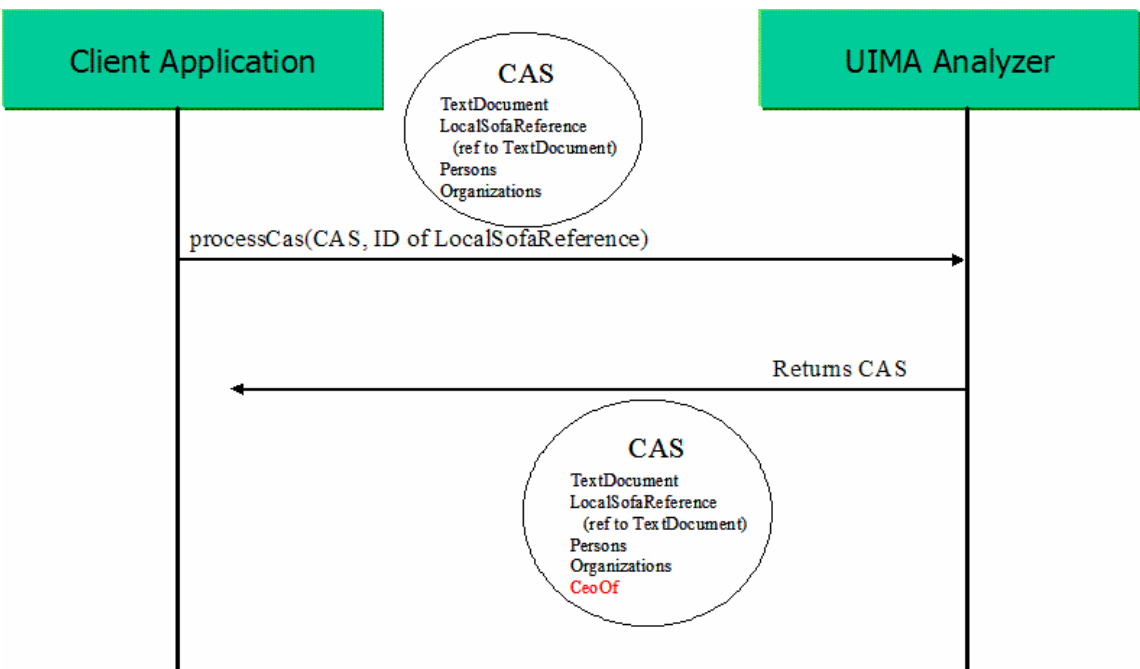 Client Application
UIMA Analyzer
CAS
TextDocument
LocalSofaReference
(ref to TextDocument)
Persons
Organizations
processCas(CAS, ID of LocalSofaReference)
Returns CAS
CAS
TextDocument
LocalSofaReference
(ref to TextDocument)
Persons
Organizations
CeoOf